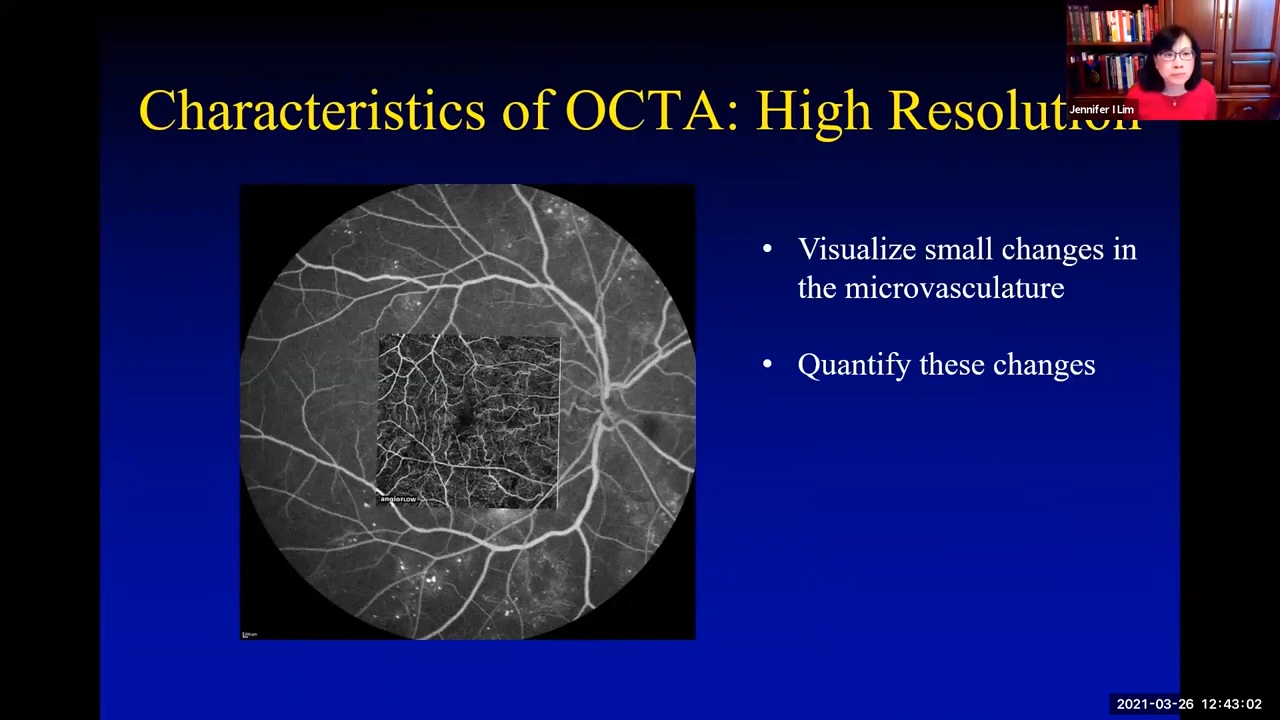 Characteristics of OCTA: High Resolution
Jennifer I Lim
• Visualize small changes in
the microvasculature
• Quantify these changes
angioFLOW
2021-03-26 12:43:02